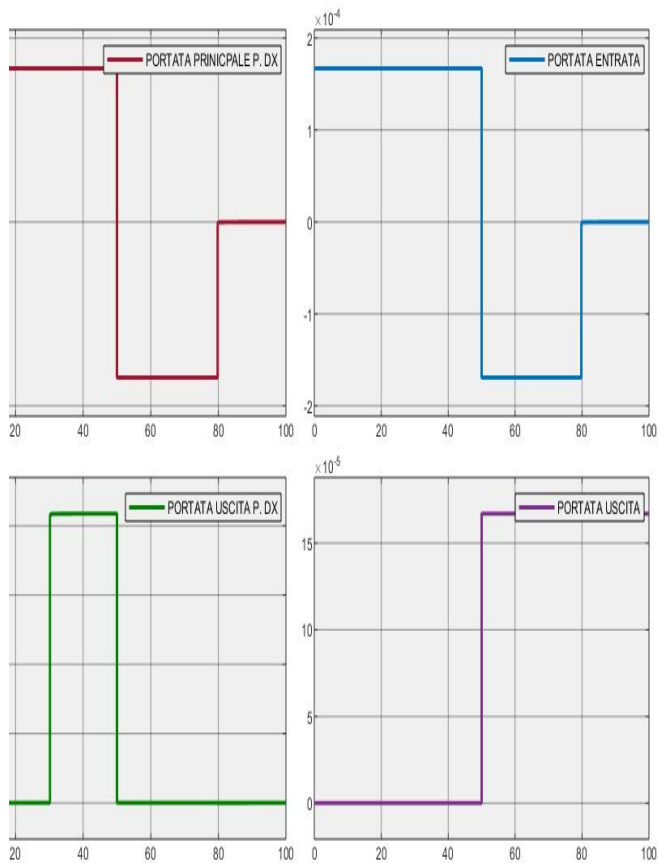 PORTATA PRINICPALE P. DX
20 40 60 80 100
×10⁻⁴
PORTATA ENTRATA
2
1
0
-1
-2
0 20 40 60 80 100
PORTATA USCITA P. DX
20 40 60 80 100
×10⁻⁵
PORTATA USCITA
15
10
5
0
0 20 40 60 80 100